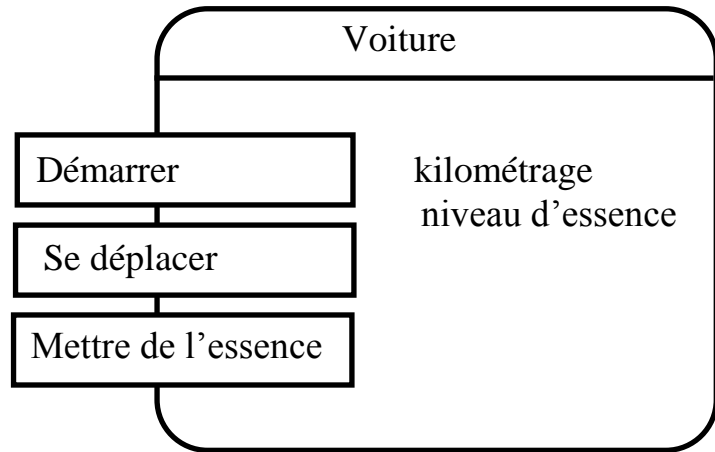 Voiture
Démarrer
kilométrage
niveau d’essence
Se déplacer
Mettre de l’essence